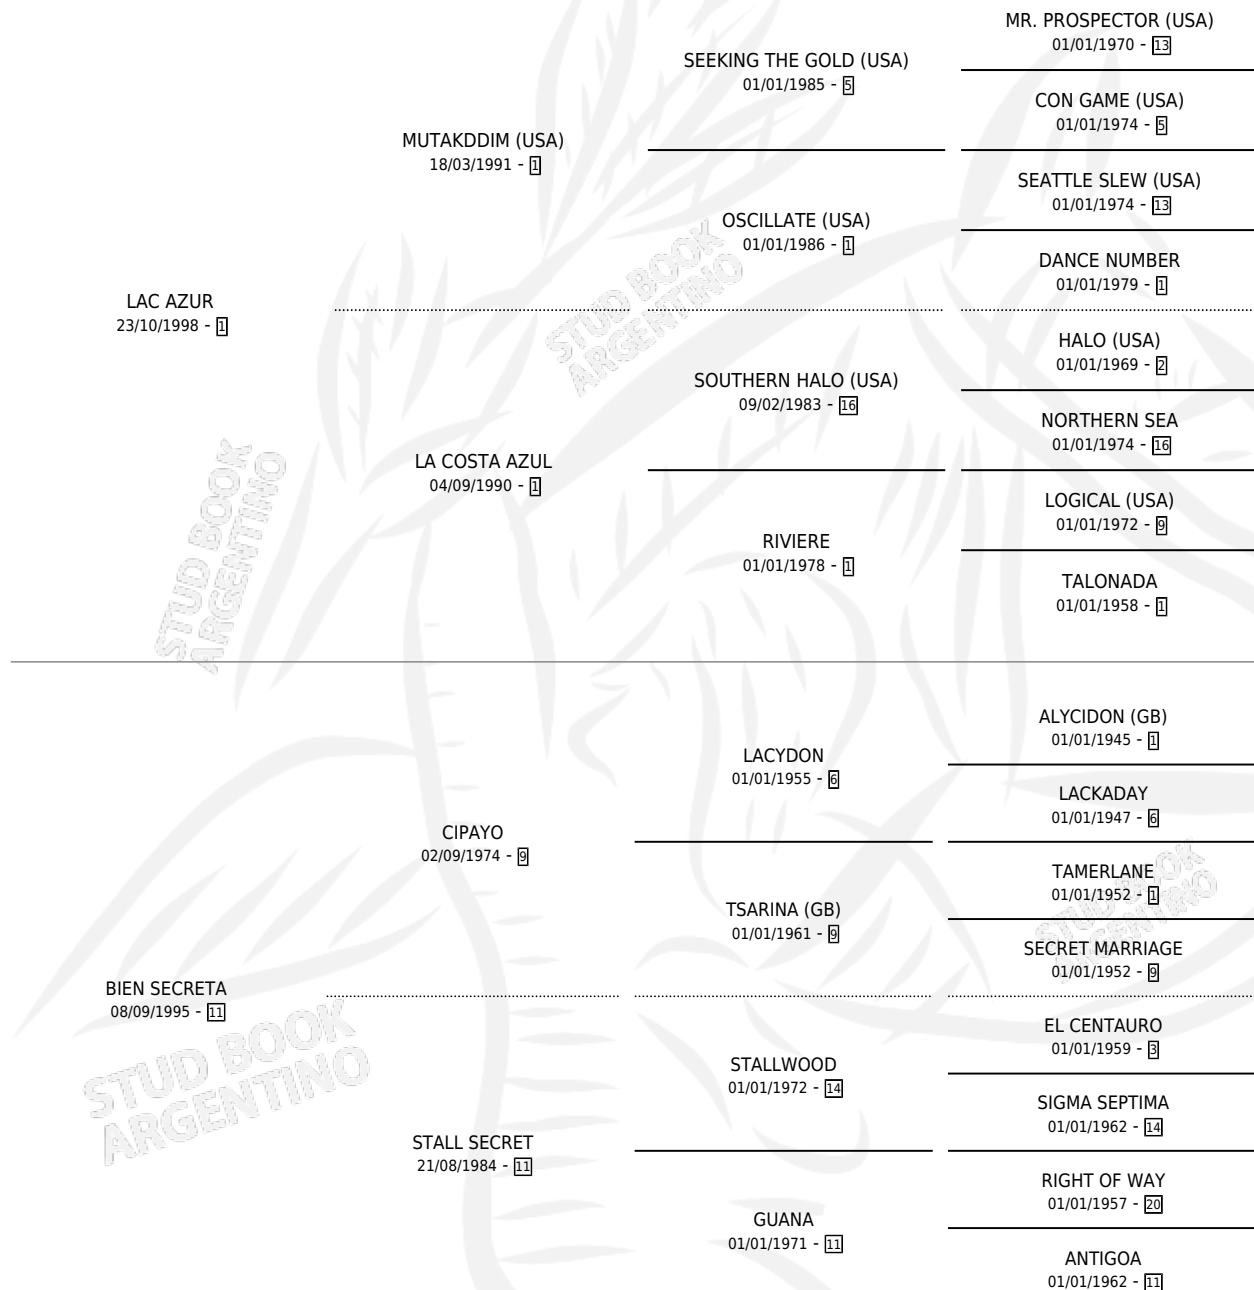 MR. PROSPECTOR (USA)
01/01/1970 - 13
SEEKING THE GOLD (USA)
01/01/1985 - 5
CON GAME (USA)
01/01/1974 - 5
MUTAKDDIM (USA)
18/03/1991 - 1
SEATTLE SLEW (USA)
01/01/1974 - 13
OSCILLATE (USA)
01/01/1986 - 1
DANCE NUMBER
01/01/1979 - 1
LAC AZUR
23/10/1998 - 1
HALO (USA)
01/01/1969 - 2
SOUTHERN HALO (USA)
09/02/1983 - 16
NORTHERN SEA
01/01/1974 - 16
LA COSTA AZUL
04/09/1990 - 1
LOGICAL (USA)
01/01/1972 - 9
RIVIERE
01/01/1978 - 1
TALONADA
01/01/1958 - 1
ALYCIDON (GB)
01/01/1945 - 1
LACYDON
01/01/1955 - 6
LACKADAY
01/01/1947 - 6
CIPAYO
02/09/1974 - 9
TAMERLANE
01/01/1952 - 1
TSARINA (GB)
01/01/1961 - 9
SECRET MARRIAGE
01/01/1952 - 9
BIEN SECRETA
08/09/1995 - 11
EL CENTAURO
01/01/1959 - 3
STALLWOOD
01/01/1972 - 14
SIGMA SEPTIMA
01/01/1962 - 14
STALL SECRET
21/08/1984 - 11
RIGHT OF WAY
01/01/1957 - 20
GUANA
01/01/1971 - 11
ANTIGOA
01/01/1962 - 11
STUD BOOK
ARGENTINO
STUD BOOK
ARGENTINO
STUD BOOK
ARGENTINO
STUD BOOK
ARGENTINO